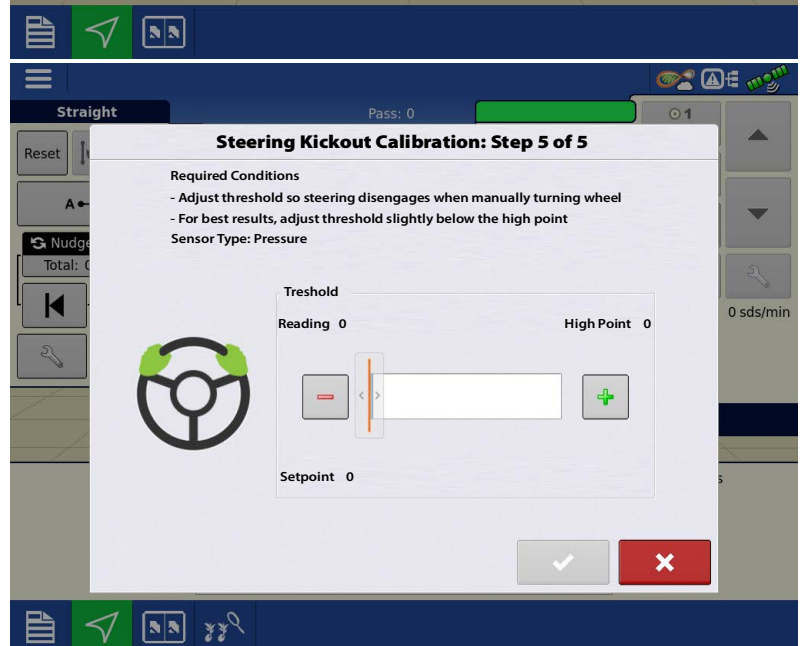 Straight
Pass: 0
1
Steering Kickout Calibration: Step 5 of 5
Reset
Required Conditions
- Adjust threshold so steering disengages when manually turning wheel
A
- For best results, adjust threshold slightly below the high point
Nudge
Sensor Type: Pressure
Total:
Treshold
Reading 0
High Point 0
0 sds/min
Setpoint 0
s